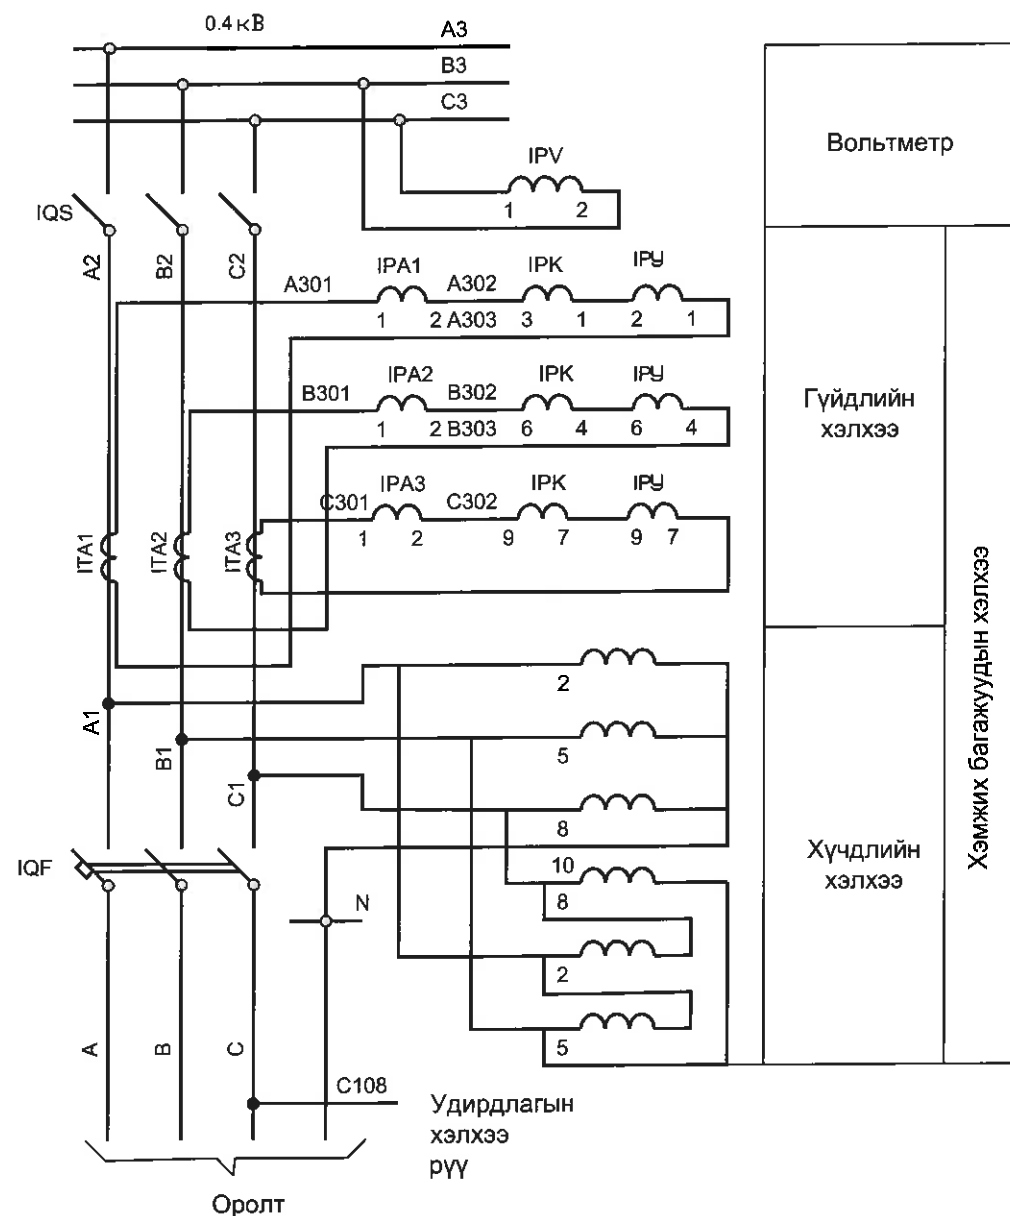 0.4 кВ
A3
B3
C3
Вольтметр
IPV
1 2
IQS
A2
B2
C2
A301
IPA1
A302
IPK
IPУ
1 2 A303 3 1 2 1
B301
IPA2
B302
IPK
IPУ
1 2 B303 6 4 6 4
C301
IPA3
C302
IPK
IPУ
1 2 9 7 9 7
Гүйдлийн
хэлхээ
ITA1
ITA2
ITA3
2
5
8
10
8
2
5
A1
B1
C1
Хүчдлийн
хэлхээ
Хэмжих багажуудын хэлхээ
IQF
N
A
B
C
C108
Удирдлагын
хэлхээ
рүү
Оролт